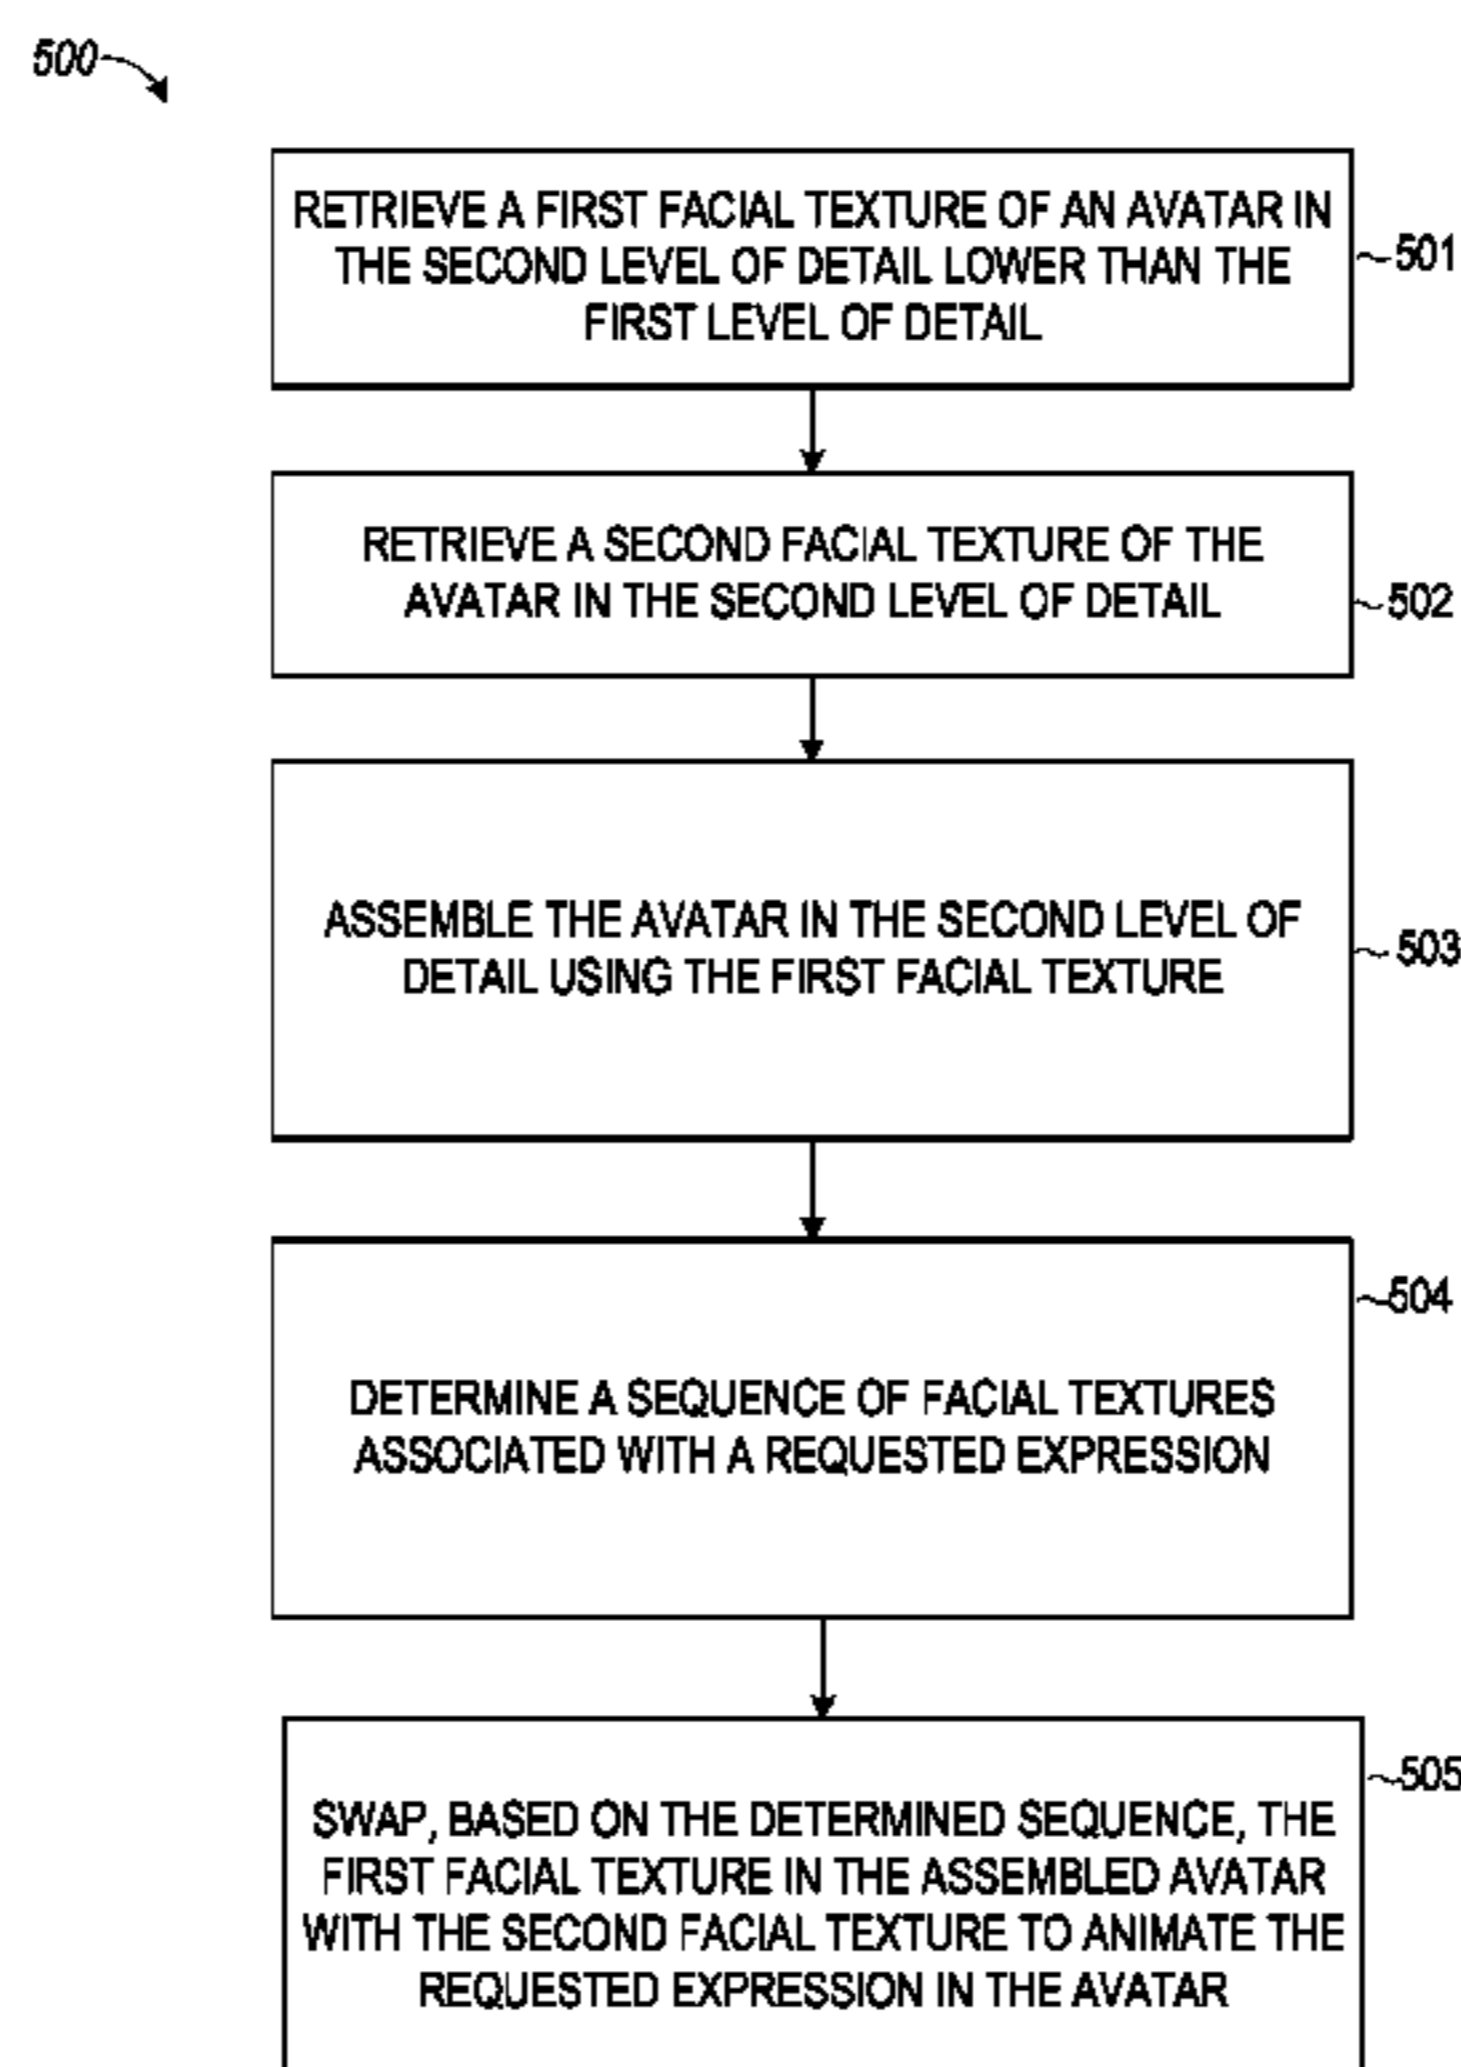 500
RETRIEVE A FIRST FACIAL TEXTURE OF AN AVATAR IN
THE SECOND LEVEL OF DETAIL LOWER THAN THE
FIRST LEVEL OF DETAIL
501
RETRIEVE A SECOND FACIAL TEXTURE OF THE
AVATAR IN THE SECOND LEVEL OF DETAIL
502
ASSEMBLE THE AVATAR IN THE SECOND LEVEL OF
DETAIL USING THE FIRST FACIAL TEXTURE
503
504
DETERMINE A SEQUENCE OF FACIAL TEXTURES
ASSOCIATED WITH A REQUESTED EXPRESSION
505
SWAP, BASED ON THE DETERMINED SEQUENCE, THE
FIRST FACIAL TEXTURE IN THE ASSEMBLED AVATAR
WITH THE SECOND FACIAL TEXTURE TO ANIMATE THE
REQUESTED EXPRESSION IN THE AVATAR